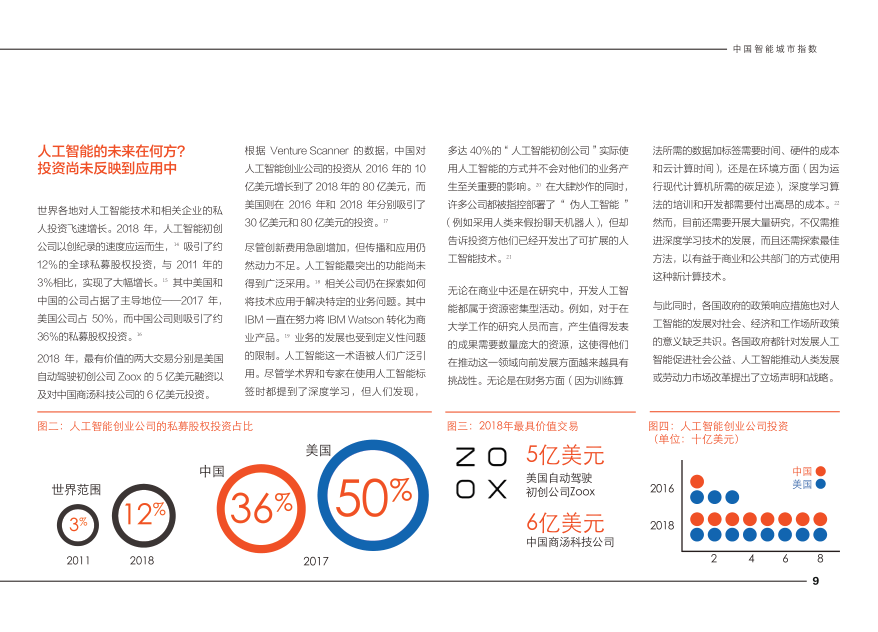 中国智能城市指数
人工智能的未来在何方?
投资尚未反映到应用中
世界各地对人工智能技术和相关企业的私
人投资飞速增长。2018 年，人工智能初创
公司以创纪录的速度应运而生，14 吸引了约
12%的全球私募股权投资，与 2011 年的
3%相比，实现了大幅增长。15 其中美国和
中国的公司占据了主导地位——2017 年，
美国公司占 50%，而中国公司则吸引了约
36%的私募股权投资。16
2018 年，最有价值的两大交易分别是美国
自动驾驶初创公司 Zoox 的 5 亿美元融资以
及对中国商汤科技公司的 6 亿美元投资。
根据 Venture Scanner 的数据，中国对
人工智能创业公司的投资从 2016 年的 10
亿美元增长到了 2018 年的 80 亿美元，而
美国则在 2016 年和 2018 年分别吸引了
30 亿美元和 80 亿美元的投资。17
尽管创新费用急剧增加，但传播和应用仍
然动力不足。人工智能最突出的功能尚未
得到广泛采用。18 相关公司仍在探索如何
将技术应用于解决特定的业务问题。其中
IBM 一直在努力将 IBM Watson 转化为商
业产品。19 业务的发展也受到定义性问题
的限制。人工智能这一术语被人们广泛引
用。尽管学术界和专家在使用人工智能标
签时都提到了深度学习，但人们发现，
多达 40%的“人工智能初创公司”实际使
用人工智能的方式并不会对他们的业务产
生至关重要的影响。20 在大肆炒作的同时，
许多公司都被指控部署了“伪人工智能”
（例如采用人类来假扮聊天机器人），但却
告诉投资方他们已经开发出了可扩展的人
工智能技术。21
无论在商业中还是在研究中，开发人工智
能都属于资源密集型活动。例如，对于在
大学工作的研究人员而言，产生值得发表
的成果需要数量庞大的资源，这使得他们
在推动这一领域向前发展方面越来越具有
挑战性。无论是在财务方面（因为训练算
法所需的数据加标签需要时间、硬件的成本
和云计算时间），还是在环境方面（因为运
行现代计算机所需的碳足迹），深度学习算
法的培训和开发都需要付出高昂的成本。22
然而，目前还需要开展大量研究，不仅需推
进深度学习技术的发展，而且还需探索最佳
方法，以有益于商业和公共部门的方式使用
这种新计算技术。
与此同时，各国政府的政策响应措施也对人
工智能的发展对社会、经济和工作场所政策
的意义缺乏共识。各国政府都针对发展人工
智能促进社会公益、人工智能推动人类发展
或劳动力市场改革提出了立场声明和战略。
图二：人工智能创业公司的私募股权投资占比
世界范围
3%
2011
12%
2018
中国
36%
美国
50%
2017
图三：2018年最具价值交易
ZO
OX
5亿美元
美国自动驾驶
初创公司Zoox
6亿美元
中国商汤科技公司
图四：人工智能创业公司投资
（单位：十亿美元）
中国
美国
2016
2018
2 4 6 8
9